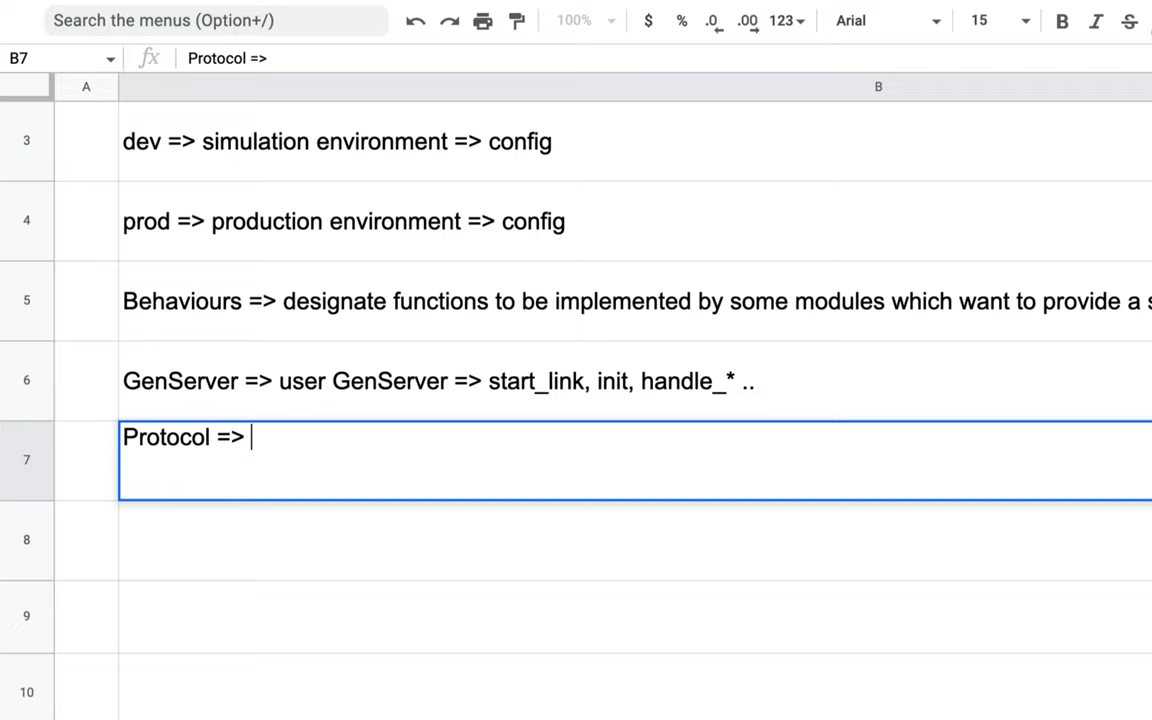 Search the menus (Option+/)
100%
$
%
.0
.00
123
Arial
15
B
I
S
B7
fx
Protocol =>
A
B
3
dev => simulation environment => config
4
prod => production environment => config
5
Behaviours => designate functions to be implemented by some modules which want to provide a s
6
GenServer => user GenServer => start_link, init, handle_* ..
7
Protocol =>
8
9
10